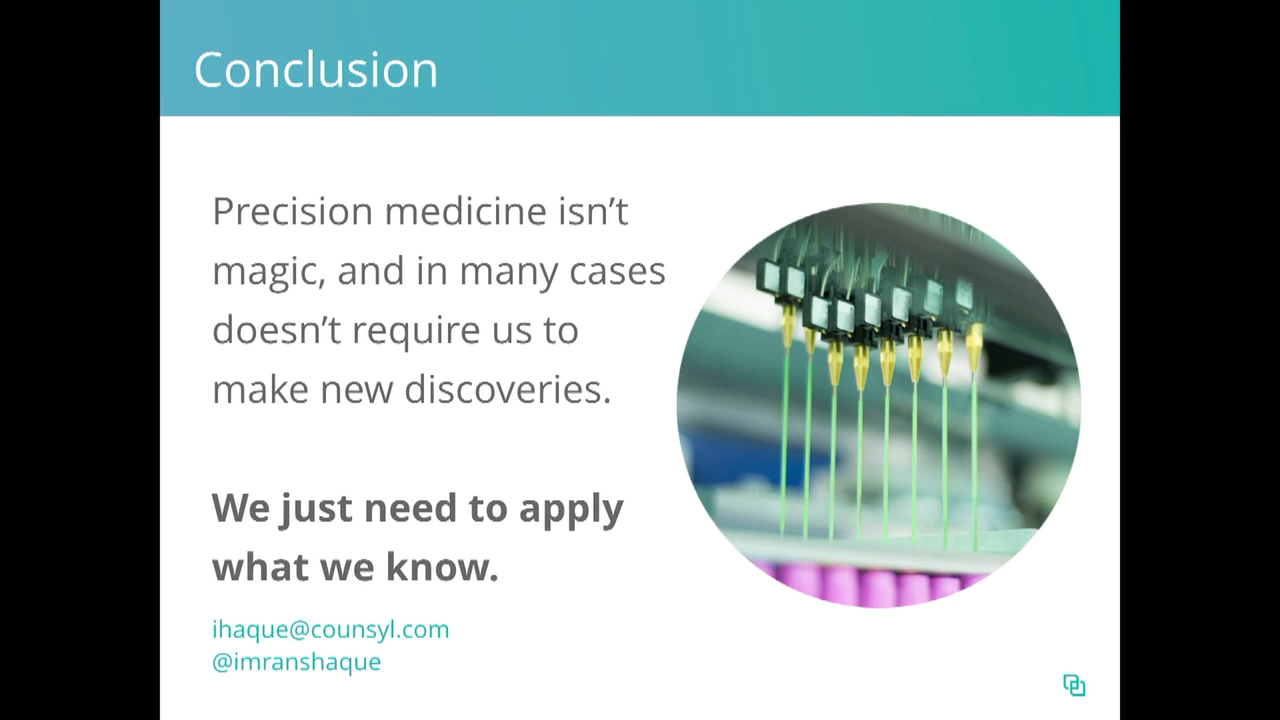 Conclusion
Precision medicine isn’t
magic, and in many cases
doesn’t require us to
make new discoveries.
We just need to apply
what we know.
ihaque@counsyl.com
@imranshaque